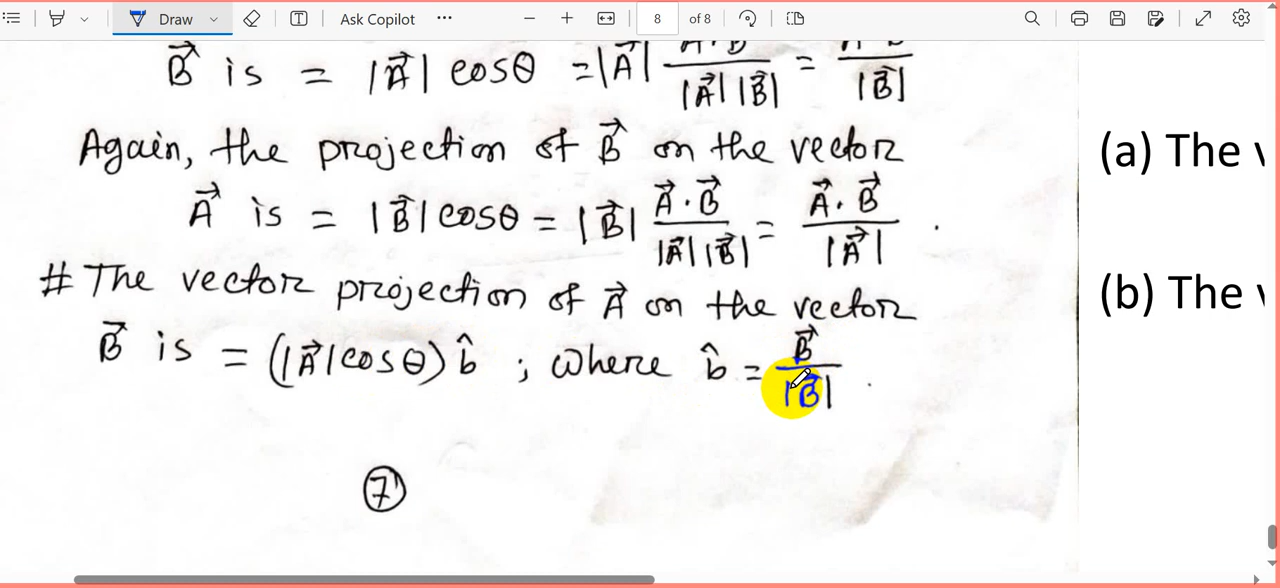 Draw
Ask Copilot
8 of 8
B⃗ is = |A⃗| cosθ = |A⃗| A⃗·B⃗ / |A⃗||B⃗| = A⃗·B⃗ / |B⃗|
Again, the projection of B⃗ on the vector
A⃗ is = |B⃗| cosθ = |B⃗| A⃗·B⃗ / |A⃗||B⃗| = A⃗·B⃗ / |A⃗| .
# The vector projection of A⃗ on the vector
B⃗ is = (|A⃗| cosθ) b̂ ; where b̂ = B⃗ / |B⃗| .
7
(a) The
(b) The